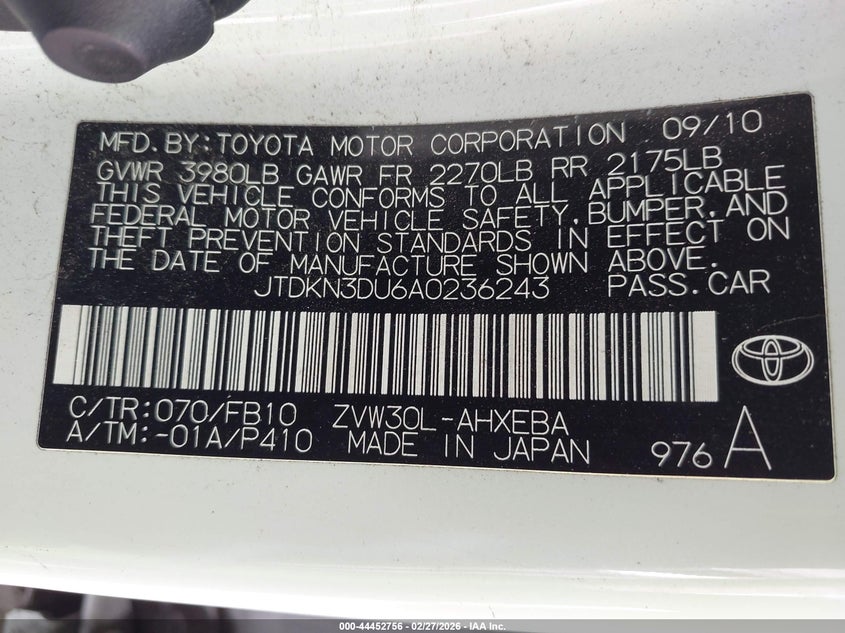 MFD.BY:TOYOTA MOTOR CORPORATION 09/10
GVWR 3980LB GAWR FR 2270LB RR 2175LB
THIS VEHICLE CONFORMS TO ALL APPLICABLE
FEDERAL MOTOR VEHICLE SAFETY,BUMPER,AND
THEFT PREVENTION STANDARDS IN EFFECT ON
THE DATE OF MANUFACTURE SHOWN ABOVE.
JTDKN3DU6A0236243 PASS.CAR
C/TR:070/FB10 ZVW30L-AHXEBA
A/TM:-01A/P410 MADE IN JAPAN 976 A
000-44452756 | 02/27/2026 - IAA Inc.